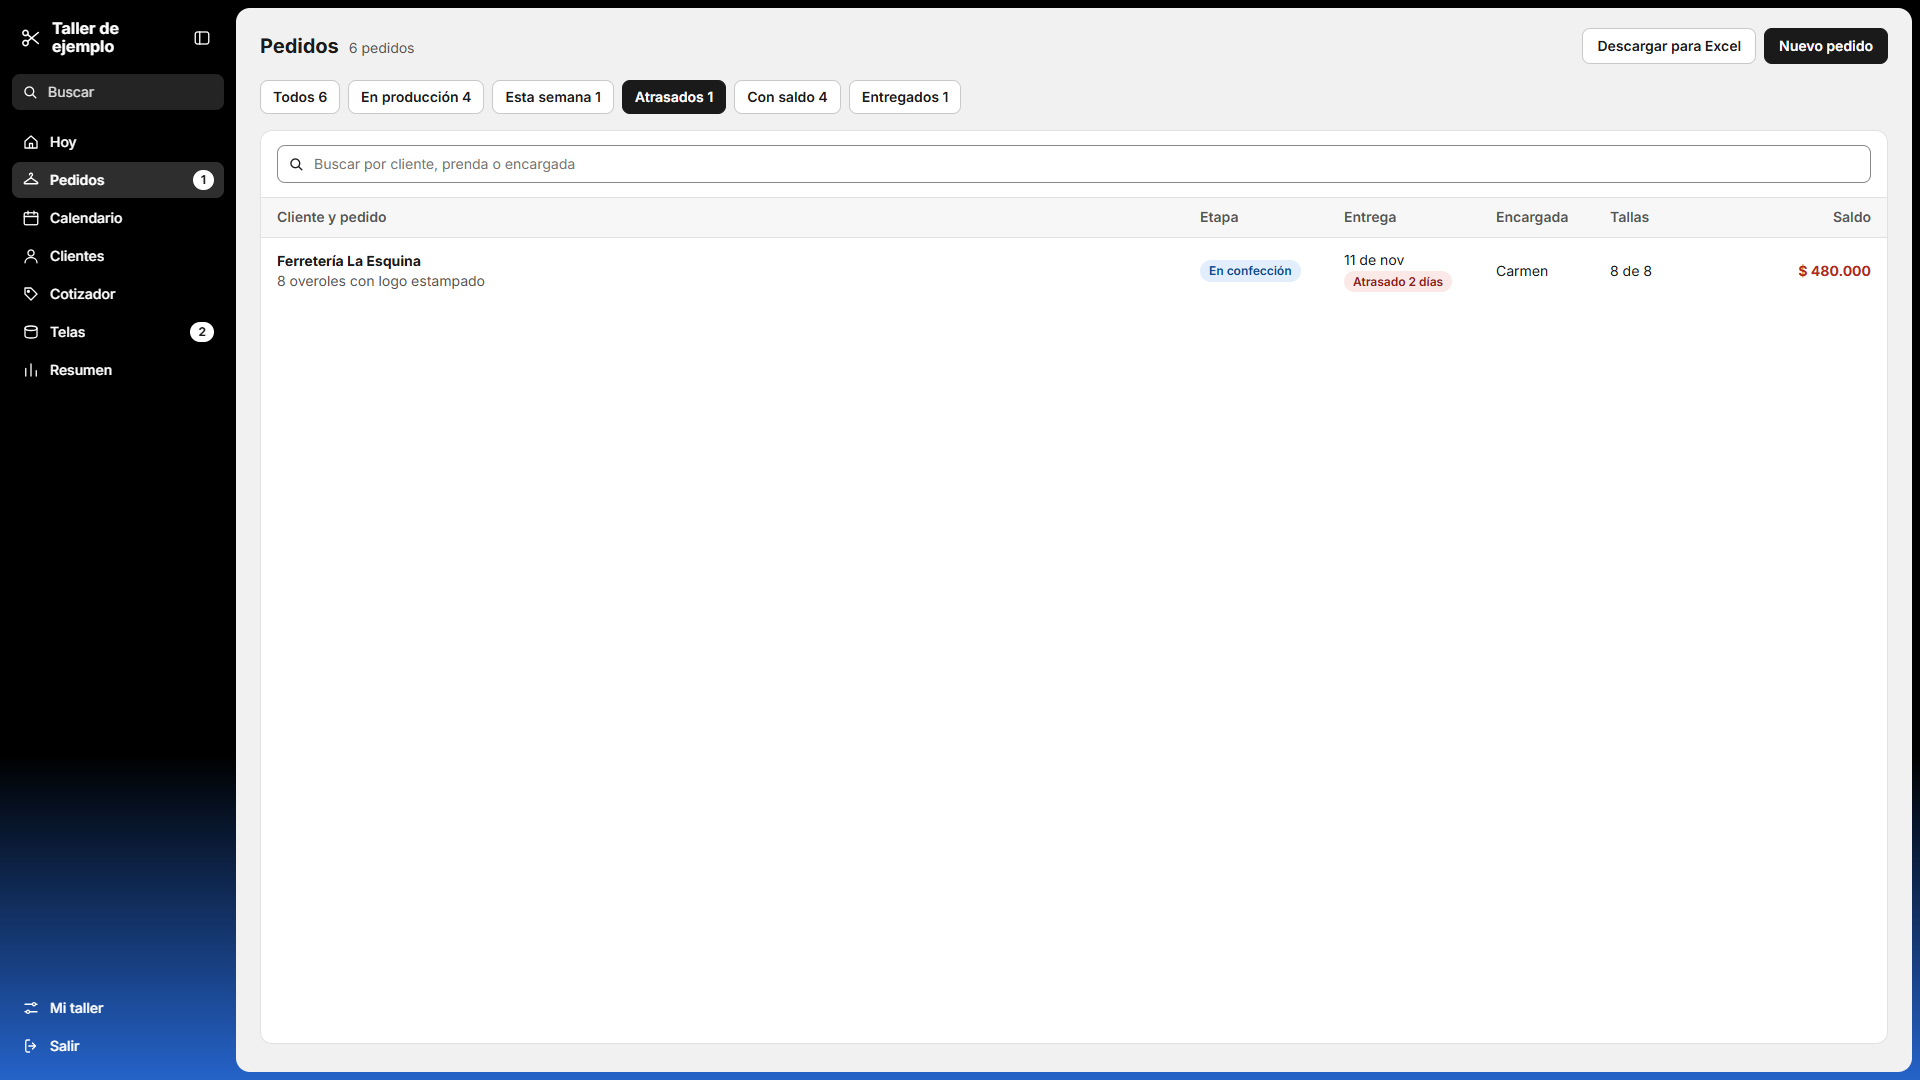 Taller de
ejemplo
Buscar
Hoy
Pedidos 1
Calendario
Clientes
Cotizador
Telas 2
Resumen
Mi taller
Salir
Pedidos 6 pedidos
Descargar para Excel
Nuevo pedido
Todos 6
En producción 4
Esta semana 1
Atrasados 1
Con saldo 4
Entregados 1
Buscar por cliente, prenda o encargada
Cliente y pedido
Etapa
Entrega
Encargada
Tallas
Saldo
Ferretería La Esquina
8 overoles con logo estampado
En confección
11 de nov
Atrasado 2 días
Carmen
8 de 8
$ 480.000